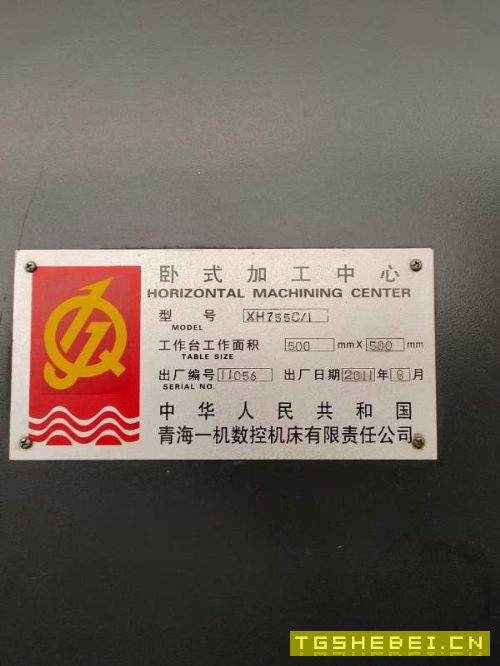 卧式加工中心
HORIZONTAL MACHINING CENTER
型号 XH755C/1
MODEL
工作台工作面积 500 mm X 500 mm
TABLE SIZE
出厂编号 11056 出厂日期 2011 年 8 月
SERIAL NO.
中华人民共和国
青海一机数控机床有限责任公司
TGSHEBEI.CN